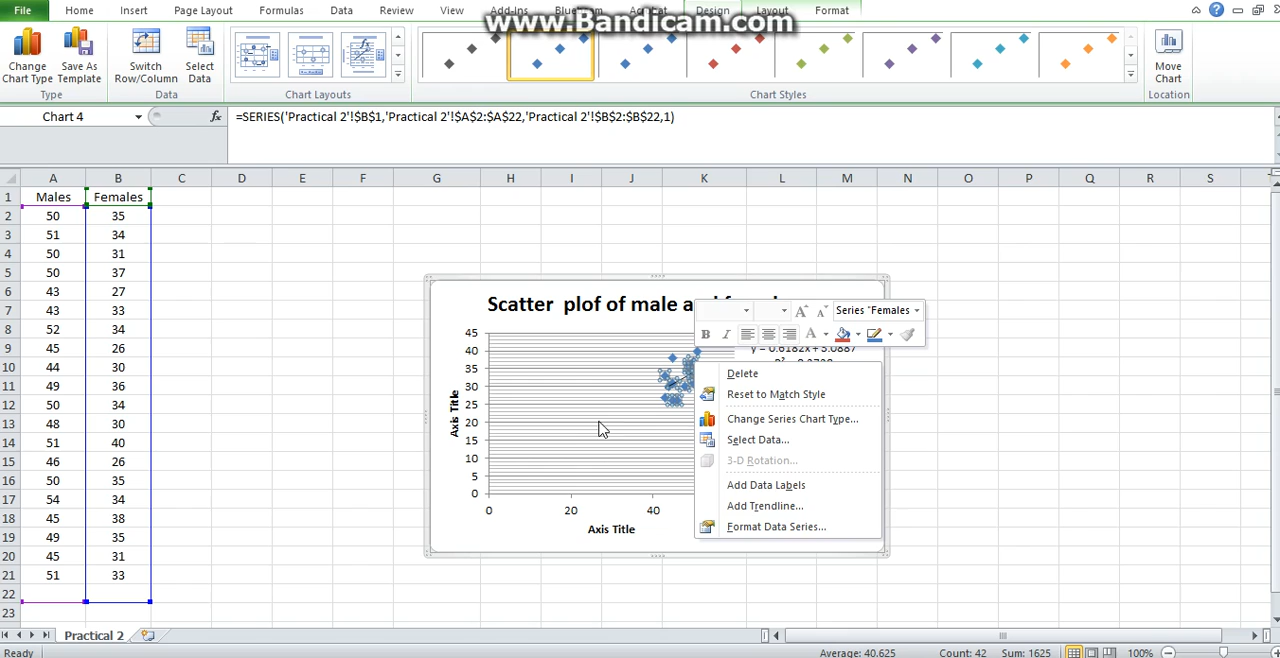 File Home Insert Page Layout Formulas Data Review View Add-Ins Acrobat Design Layout Format
www.Bandicam.com
Change Chart Type
Save As Template
Switch Row/Column
Select Data
Move Chart
Type Data Chart Layouts Chart Styles Location
Chart 4 fx =SERIES('Practical 2'!$B$1,'Practical 2'!$A$2:$A$22,'Practical 2'!$B$2:$B$22,1)
A B C D E F G H I J K L M N O P Q R S
1 Males Females
2 50 35
3 51 34
4 50 31
5 50 37
6 43 27
7 43 33
8 52 34
9 45 26
10 44 30
11 49 36
12 50 34
13 48 30
14 51 40
15 46 26
16 50 35
17 54 34
18 45 38
19 49 35
20 45 31
21 51 33
22
23
Scatter plof of male
Series "Females
B I A
45
40
35
30
25
20
15
10
5
0
0 20 40
Axis Title
Axis Title
Delete
Reset to Match Style
Change Series Chart Type...
Select Data...
3-D Rotation...
Add Data Labels
Add Trendline...
Format Data Series...
Practical 2
Ready Average: 40.625 Count: 42 Sum: 1625 100%